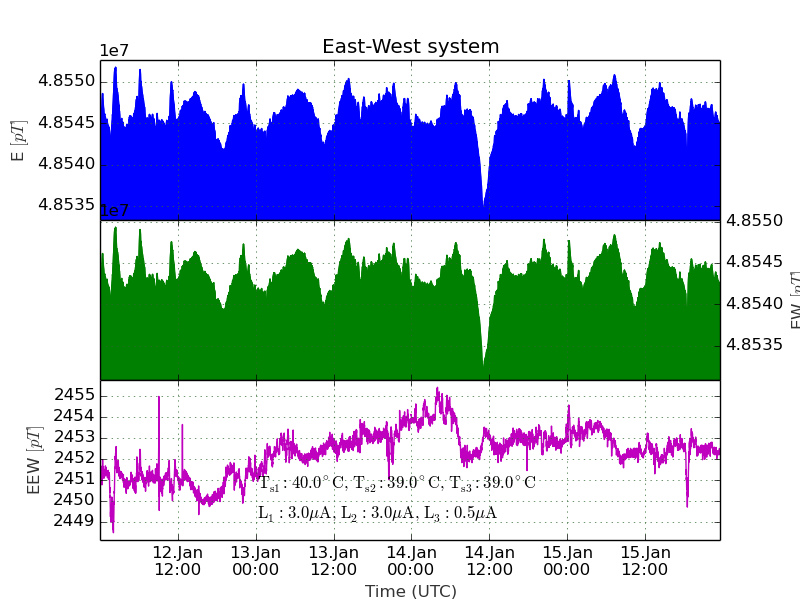 East-West system
1e7
4.8550
4.8545
4.8540
4.8535
E [pT]
1e7
4.8550
4.8545
4.8540
4.8535
EW [pT]
2455
2454
2453
2452
2451
2450
2449
EEW [pT]
T_s1 : 40.0°C, T_s2 : 39.0°C, T_s3 : 39.0°C
L_1 : 3.0μA, L_2 : 3.0μA, L_3 : 0.5μA
12.Jan 13.Jan 13.Jan 14.Jan 14.Jan 15.Jan 15.Jan
12:00 00:00 12:00 00:00 12:00 00:00 12:00
Time (UTC)